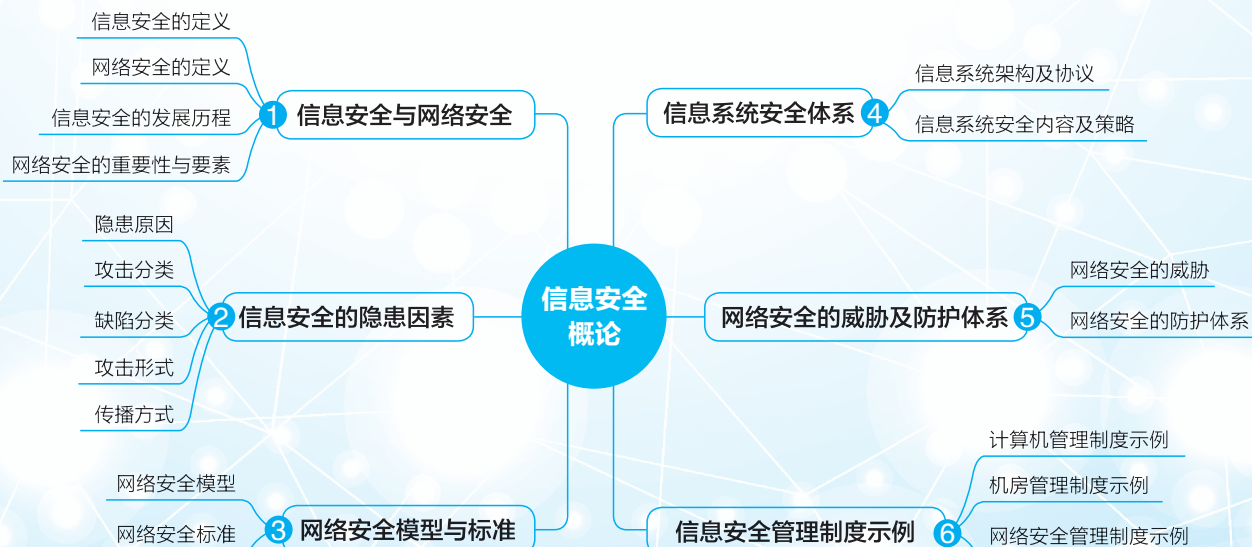 信息安全概论
1 信息安全与网络安全
信息安全的定义
网络安全的定义
信息安全的发展历程
网络安全的重要性与要素
2 信息安全的隐患因素
隐患原因
攻击分类
缺陷分类
攻击形式
传播方式
3 网络安全模型与标准
网络安全模型
网络安全标准
信息系统安全体系 4
信息系统架构及协议
信息系统安全内容及策略
网络安全的威胁及防护体系 5
网络安全的威胁
网络安全的防护体系
信息安全管理制度示例 6
计算机管理制度示例
机房管理制度示例
网络安全管理制度示例